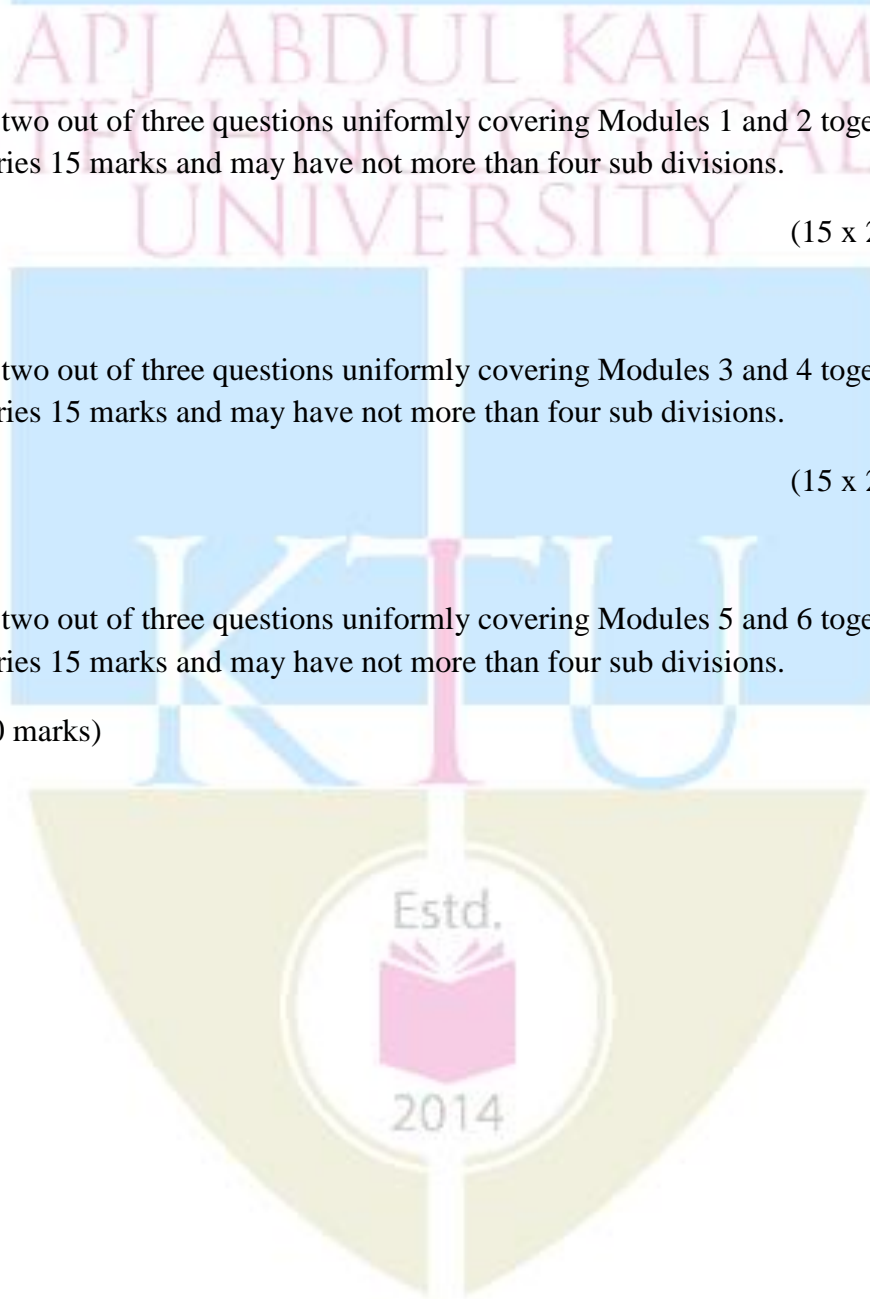 APJ ABDUL KALAM
TECHNOLOGICAL
two out of three questions uniformly covering Modules 1 and 2 toge
ries 15 marks and may have not more than four sub divisions.
UNIVERSITY
(15 x 2
two out of three questions uniformly covering Modules 3 and 4 toge
ries 15 marks and may have not more than four sub divisions.
(15 x 2
KTU
two out of three questions uniformly covering Modules 5 and 6 toge
ries 15 marks and may have not more than four sub divisions.
0 marks)
Estd.
2014